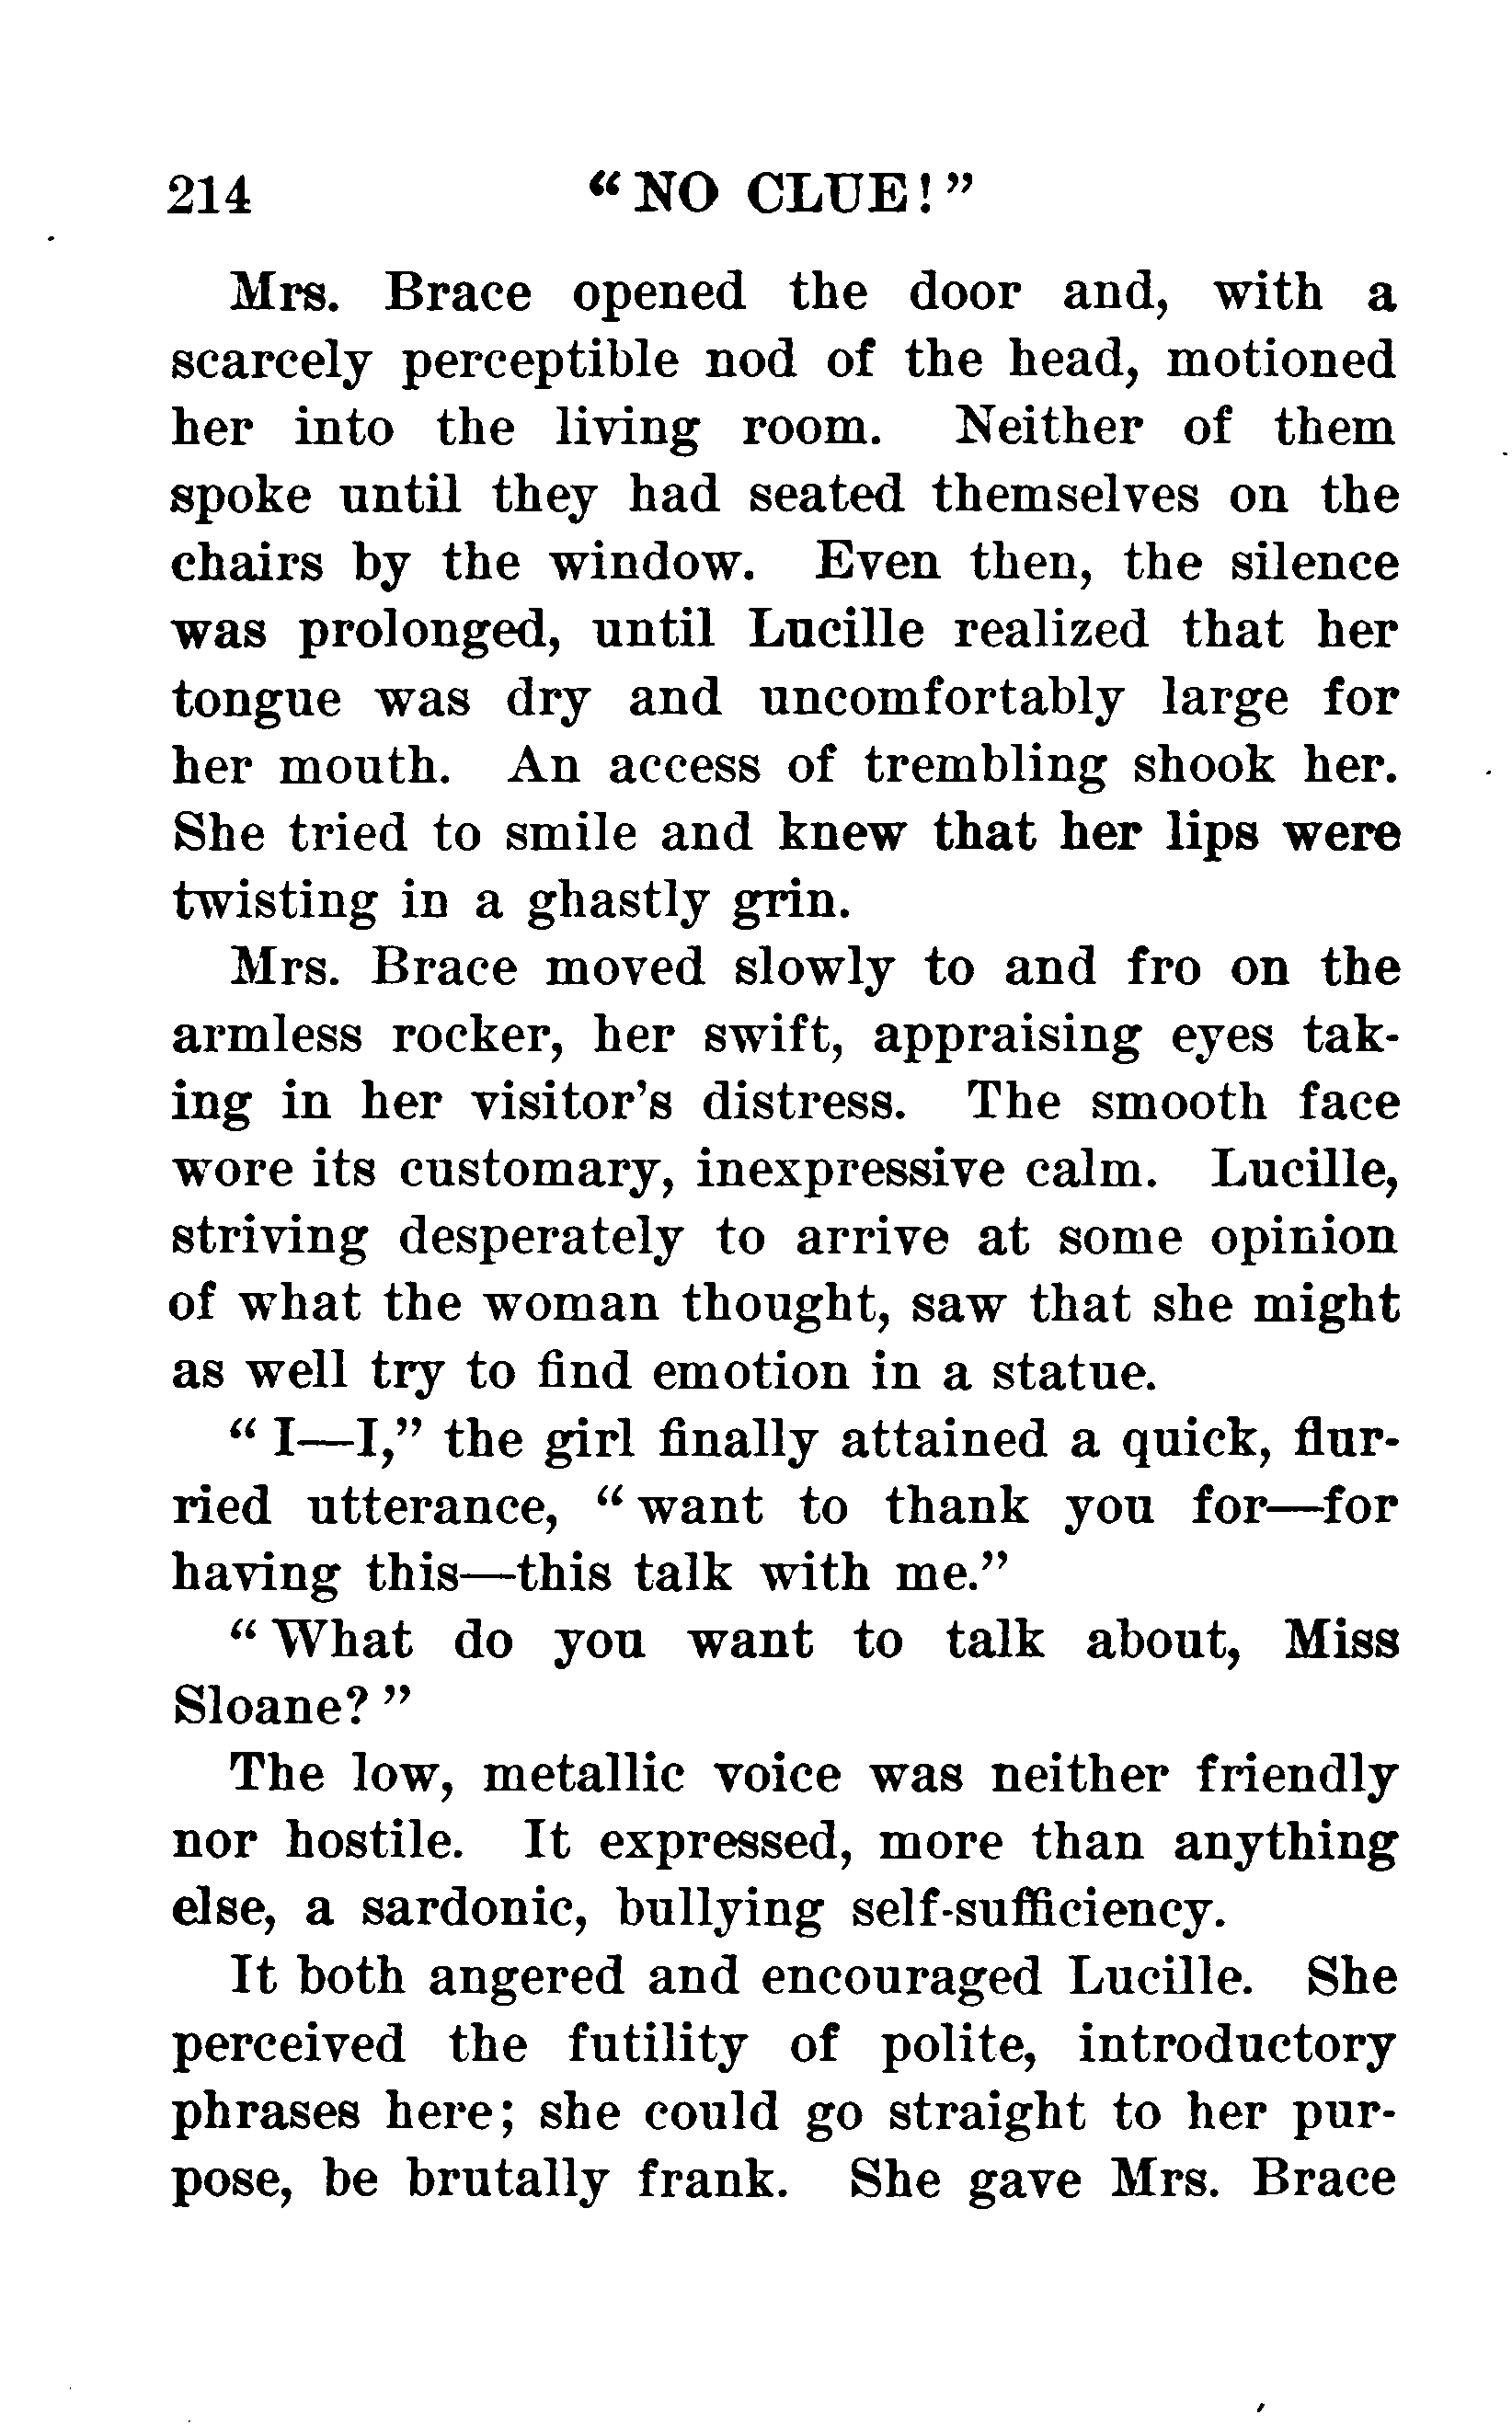 214 “NO CLUE!”
Mrs. Brace opened the door and, with a
scarcely perceptible nod of the head, motioned
her into the living room. Neither of them
spoke until they had seated themselves on the
chairs by the window. Even then, the silence
was prolonged, until Lucille realized that her
tongue was dry and uncomfortably large for
her mouth. An access of trembling shook her.
She tried to smile and knew that her lips were
twisting in a ghastly grin.
Mrs. Brace moved slowly to and fro on the
armless rocker, her swift, appraising eyes tak-
ing in her visitor’s distress. The smooth face
wore its customary, inexpressive calm. Lucille,
striving desperately to arrive at some opinion
of what the woman thought, saw that she might
as well try to find emotion in a statue.
“ I—I,” the girl finally attained a quick, flur-
ried utterance, “ want to thank you for—for
having this—this talk with me.”
“ What do you want to talk about, Miss
Sloane? ”
The low, metallic voice was neither friendly
nor hostile. It expressed, more than anything
else, a sardonic, bullying self-sufficiency.
It both angered and encouraged Lucille. She
perceived the futility of polite, introductory
phrases here; she could go straight to her pur-
pose, be brutally frank. She gave Mrs. Brace